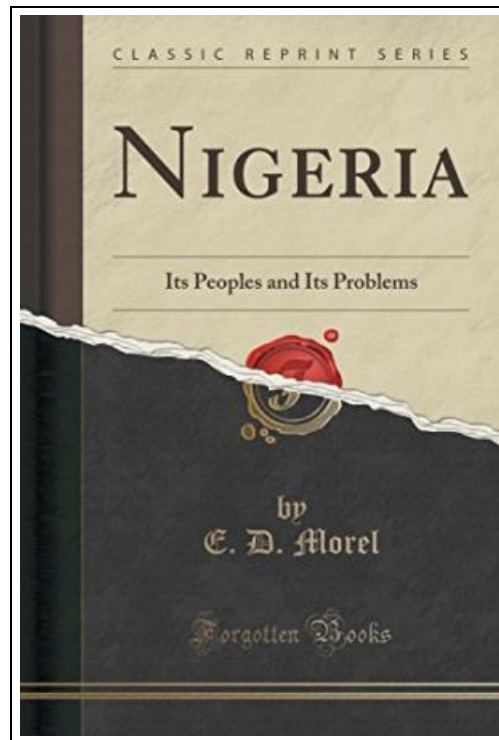 CLASSIC REPRINT SERIES
NIGERIA
Its Peoples and Its Problems
by
E. D. Morel
Forgotten Books